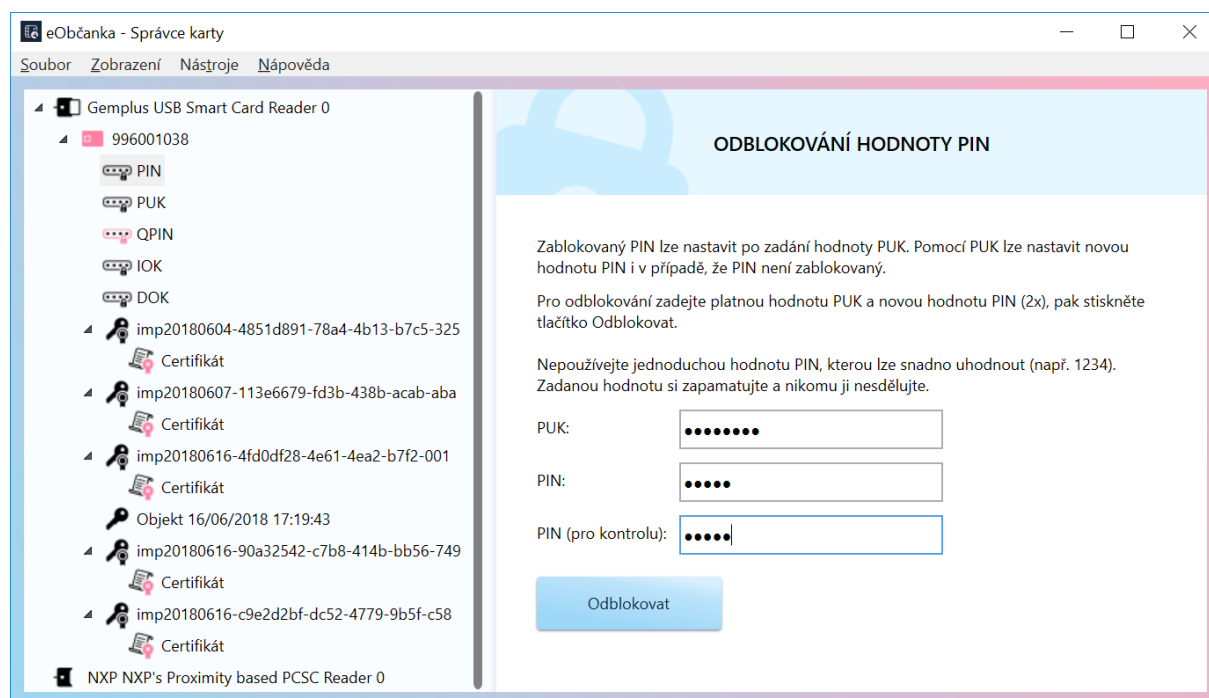 eObčanka - Správce karty
Soubor Zobrazení Nástroje Nápověda
Gemplus USB Smart Card Reader 0
996001038
PIN
PUK
QPIN
IOK
DOK
imp20180604-4851d891-78a4-4b13-b7c5-325
Certifikát
imp20180607-113e6679-fd3b-438b-acab-aba
Certifikát
imp20180616-4fd0df28-4e61-4ea2-b7f2-001
Certifikát
Objekt 16/06/2018 17:19:43
imp20180616-90a32542-c7b8-414b-bb56-749
Certifikát
imp20180616-c9e2d2bf-dc52-4779-9b5f-c58
Certifikát
NXP NXP's Proximity based PCSC Reader 0
ODBLOKOVÁNÍ HODNOTY PIN
Zablokovaný PIN lze nastavit po zadání hodnoty PUK. Pomocí PUK lze nastavit novou
hodnotu PIN i v případě, že PIN není zablokovaný.
Pro odblokování zadejte platnou hodnotu PUK a novou hodnotu PIN (2x), pak stiskněte
tlačítko Odblokovat.
Nepoužívejte jednoduchou hodnotu PIN, kterou lze snadno uhodnout (např. 1234).
Zadanou hodnotu si zapamatujte a nikomu ji nesdělujte.
PUK: ●●●●●●●●
PIN: ●●●●●
PIN (pro kontrolu): ●●●●●
Odblokovat